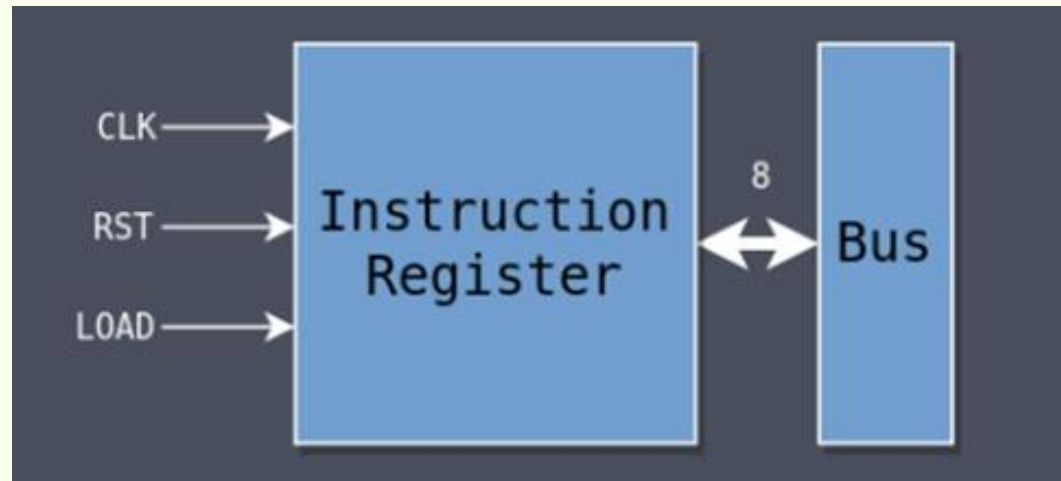 CLK
RST
LOAD
Instruction
Register
8
Bus